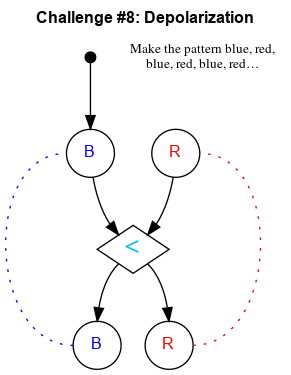 Challenge #8: Depolarization
Make the pattern blue, red,
blue, red, blue, red…
B
R
<
B
R